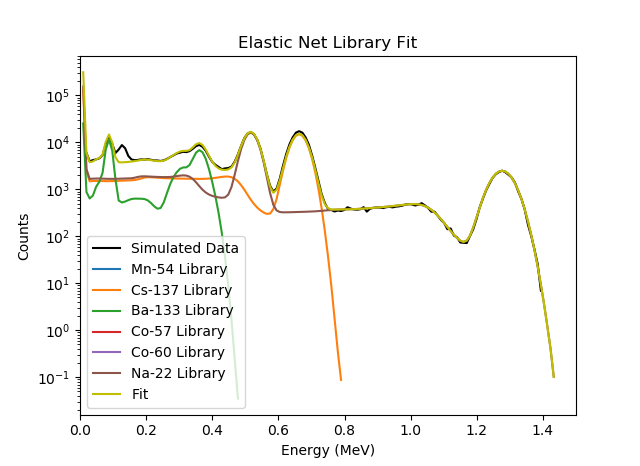 Elastic Net Library Fit
Counts
10^5
10^4
10^3
10^2
10^1
10^0
10^-1
Simulated Data
Mn-54 Library
Cs-137 Library
Ba-133 Library
Co-57 Library
Co-60 Library
Na-22 Library
Fit
0.0 0.2 0.4 0.6 0.8 1.0 1.2 1.4
Energy (MeV)